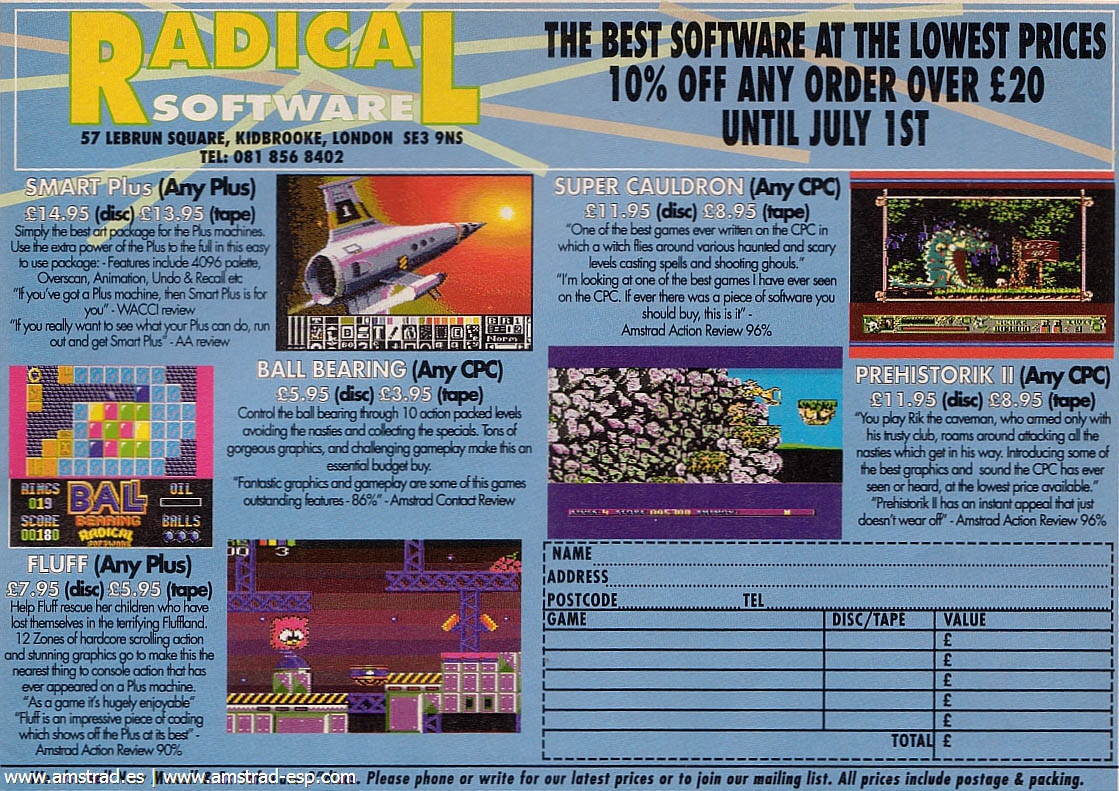 RADICAL
SOFTWARE
57 LEBRUN SQUARE, KIDBROOKE, LONDON SE3 9NS
TEL: 081 856 8402
THE BEST SOFTWARE AT THE LOWEST PRICES
10% OFF ANY ORDER OVER £20
UNTIL JULY 1ST
SMART Plus (Any Plus)
£14.95 (disc) £13.95 (tape)
Simply the best art package for the Plus machines.
Use the extra power of the Plus to the full in this easy
to use package: - Features include 4096 palette,
Overscan, Animation, Undo & Recall etc
"If you've got a Plus machine, then Smart Plus is for
you" - WACCI review
"If you really want to see what your Plus can do, run
out and get Smart Plus" - AA review
1
Norm
SUPER CAULDRON (Any CPC)
£11.95 (disc) £8.95 (tape)
"One of the best games ever written on the CPC in
which a witch flies around various haunted and scary
levels casting spells and shooting ghouls."
"I'm looking at one of the best games I have ever seen
on the CPC. If ever there was a piece of software you
should buy, this is it" -
Amstrad Action Review 96%
RINGS
019
SCORE
00180
BALL
BEARING
RADICAL
SOFTWARE
OIL
BALLS
BALL BEARING (Any CPC)
£5.95 (disc) £3.95 (tape)
Control the ball bearing through 10 action packed levels
avoiding the nasties and collecting the specials. Tons of
gorgeous graphics, and challenging gameplay make this an
essential budget buy.
"Fantastic graphics and gameplay are some of this games
outstanding features - 86%" - Amstrad Contact Review
PREHISTORIK II (Any CPC)
£11.95 (disc) £8.95 (tape)
"You play Rik the caveman, who armed only with
his trusty club, roams around attacking all the
nasties which get in his way. Introducing some of
the best graphics and sound the CPC has ever
seen or heard, at the lowest price available."
"Prehistorik II has an instant appeal that just
doesn't wear off" - Amstrad Action Review 96%
FLUFF (Any Plus)
£7.95 (disc) £5.95 (tape)
Help Fluff rescue her children who have
lost themselves in the terrifying Fluffland.
12 Zones of hardcore scrolling action
and stunning graphics go to make this the
nearest thing to console action that has
ever appeared on a Plus machine.
"As a game it's hugely enjoyable"
"Fluff is an impressive piece of coding
which shows off the Plus at its best" -
Amstrad Action Review 90%
00 3
NAME
ADDRESS
POSTCODE TEL
GAME DISC/TAPE VALUE
£
£
£
£
£
TOTAL £
www.amstrad.es | www.amstrad-esp.com
Please phone or write for our latest prices or to join our mailing list. All prices include postage & packing.